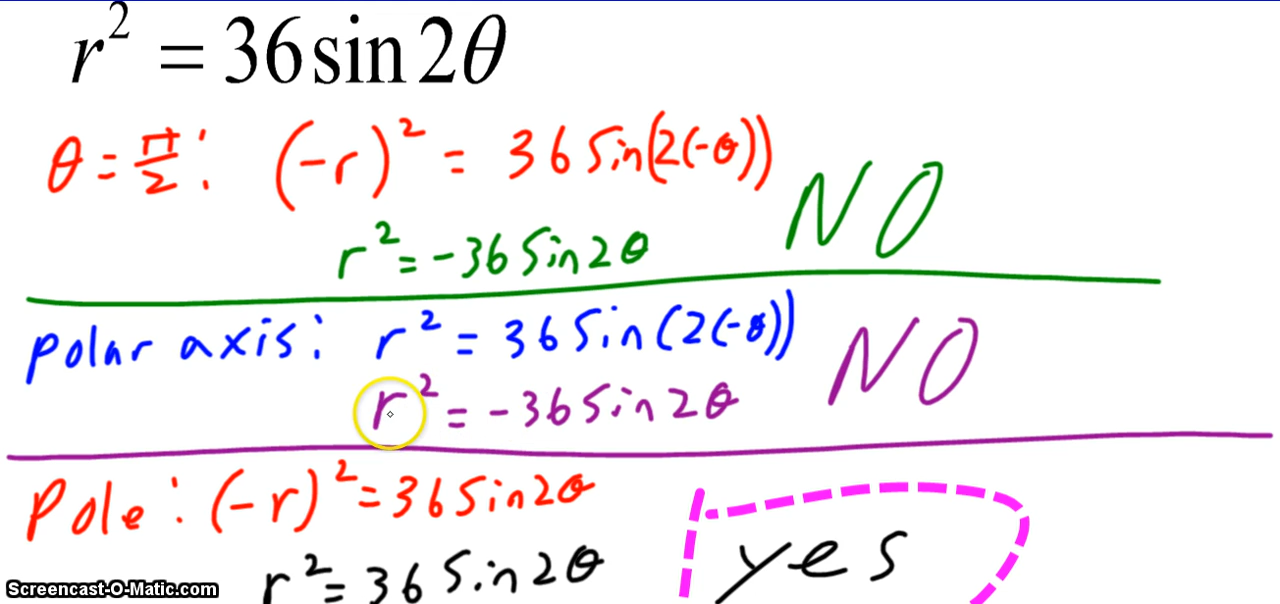 r² = 36 sin 2θ
θ = π/2 : (-r)² = 36 Sin(2(-θ))
NO
r² = -36 Sin 2θ
polar axis: r² = 36 Sin(2(-θ))
NO
r² = -36 Sin 2θ
Pole: (-r)² = 36 Sin 2θ
yes
r² = 36 Sin 2θ
Screencast-O-Matic.com